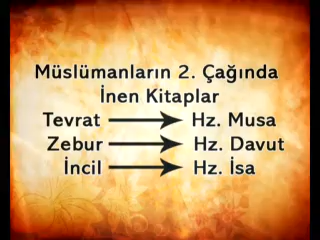 Müslümanların 2. Çağında
İnen Kitaplar
Tevrat → Hz. Musa
Zebur → Hz. Davut
İncil → Hz. İsa